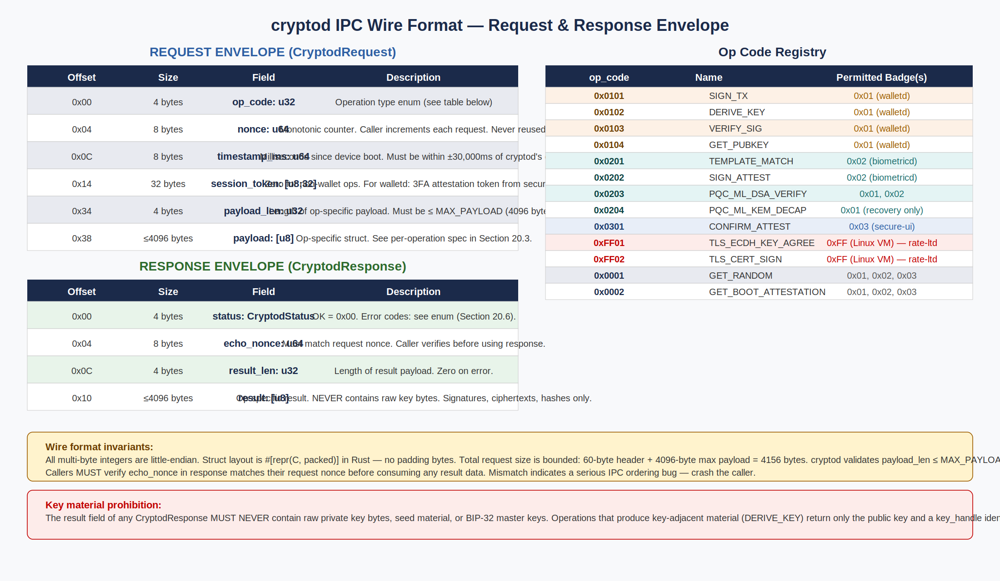 cryptod IPC Wire Format — Request & Response Envelope
REQUEST ENVELOPE (CryptodRequest)
Offset Size Field Description
0x00 4 bytes op_code: u32 Operation type enum (see table below)
0x04 8 bytes nonce: u64 Monotonic counter. Caller increments each request. Never reused
0x0C 8 bytes timestamp_ms: u64 Milliseconds since device boot. Must be within ±30,000ms of cryptod's
0x14 32 bytes session_token: [u8;32] Zero for non-wallet ops. For walletd: 3FA attestation token from secur
0x34 4 bytes payload_len: u32 Length of op-specific payload. Must be ≤ MAX_PAYLOAD (4096 byte
0x38 ≤4096 bytes payload: [u8] Op-specific struct. See per-operation spec in Section 20.3.
RESPONSE ENVELOPE (CryptodResponse)
Offset Size Field Description
0x00 4 bytes status: CryptodStatus OK = 0x00. Error codes: see enum (Section 20.6).
0x04 8 bytes echo_nonce: u64 Must match request nonce. Caller verifies before using response.
0x0C 4 bytes result_len: u32 Length of result payload. Zero on error.
0x10 ≤4096 bytes result: [u8] Op-specific result. NEVER contains raw key bytes. Signatures, ciphertexts, hashes only.
Op Code Registry
op_code Name Permitted Badge(s)
0x0101 SIGN_TX 0x01 (walletd)
0x0102 DERIVE_KEY 0x01 (walletd)
0x0103 VERIFY_SIG 0x01 (walletd)
0x0104 GET_PUBKEY 0x01 (walletd)
0x0201 TEMPLATE_MATCH 0x02 (biometricd)
0x0202 SIGN_ATTEST 0x02 (biometricd)
0x0203 PQC_ML_DSA_VERIFY 0x01, 0x02
0x0204 PQC_ML_KEM_DECAP 0x01 (recovery only)
0x0301 CONFIRM_ATTEST 0x03 (secure-ui)
0xFF01 TLS_ECDH_KEY_AGREE 0xFF (Linux VM) — rate-ltd
0xFF02 TLS_CERT_SIGN 0xFF (Linux VM) — rate-ltd
0x0001 GET_RANDOM 0x01, 0x02, 0x03
0x0002 GET_BOOT_ATTESTATION 0x01, 0x02, 0x03
Wire format invariants:
All multi-byte integers are little-endian. Struct layout is #[repr(C, packed)] in Rust — no padding bytes. Total request size is bounded: 60-byte header + 4096-byte max payload = 4156 bytes. cryptod validates payload_len ≤ MAX_PAYLOA
Callers MUST verify echo_nonce in response matches their request nonce before consuming any result data. Mismatch indicates a serious IPC ordering bug — crash the caller.
Key material prohibition:
The result field of any CryptodResponse MUST NEVER contain raw private key bytes, seed material, or BIP-32 master keys. Operations that produce key-adjacent material (DERIVE_KEY) return only the public key and a key_handle iden